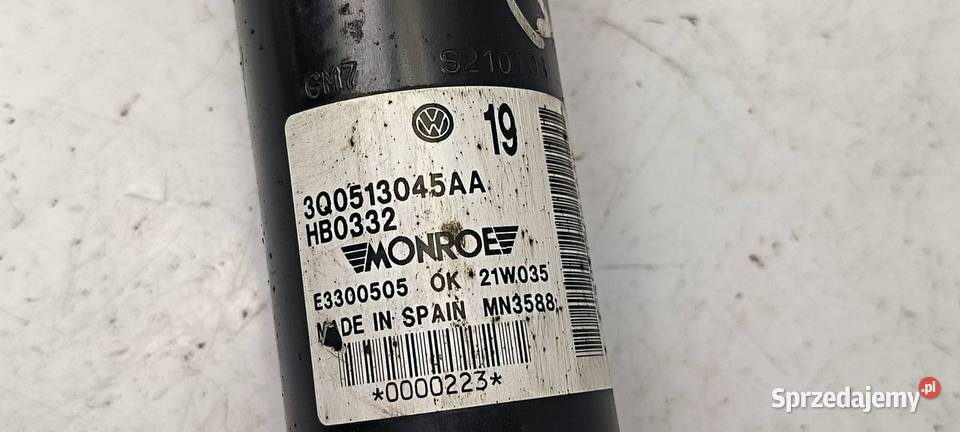 GM7
19
3Q0513045AA
HB0332
MONROE
E3300505 OK 21W035
MADE IN SPAIN MN3588
*0000223*
Sprzedajemy.pl